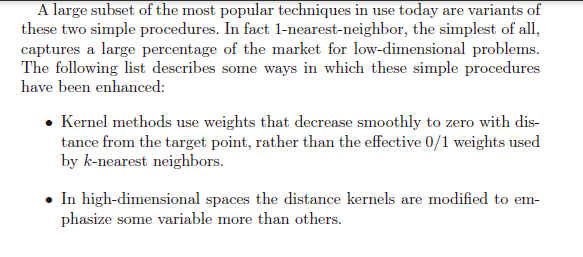 A large subset of the most popular techniques in use today are variants of
these two simple procedures. In fact 1-nearest-neighbor, the simplest of all,
captures a large percentage of the market for low-dimensional problems.
The following list describes some ways in which these simple procedures
have been enhanced:
• Kernel methods use weights that decrease smoothly to zero with dis-
tance from the target point, rather than the effective 0/1 weights used
by k-nearest neighbors.
• In high-dimensional spaces the distance kernels are modified to em-
phasize some variable more than others.